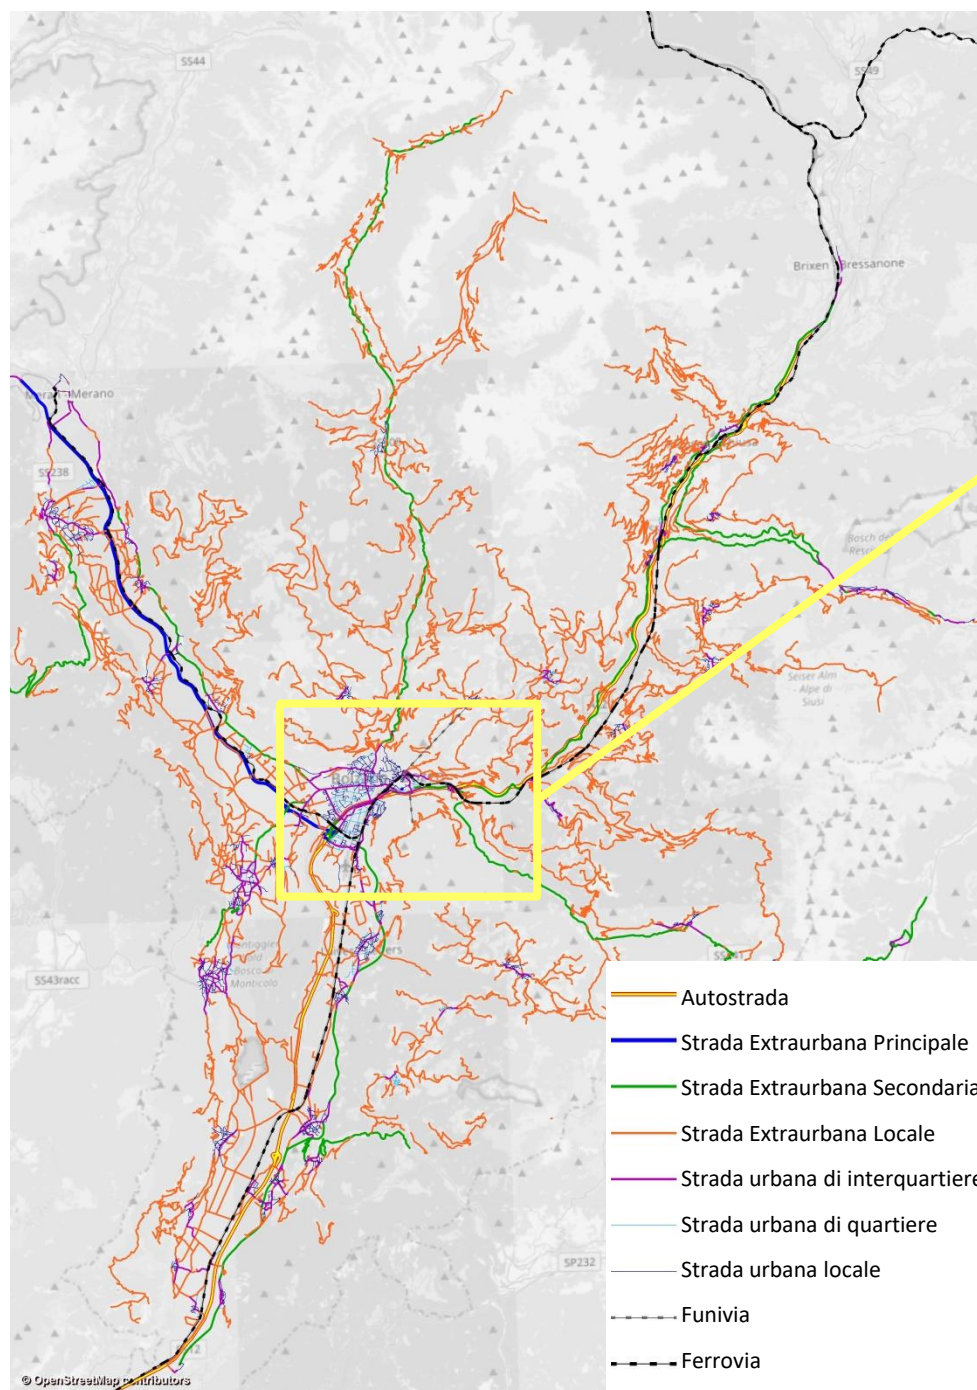 SS44
SS49
Brixen - Bressanone
Meran - Merano
SS238
Seiser Alm
- Alpe di
Siusi
Monticolo
SS43racc
Autostrada
Strada Extraurbana Principale
Strada Extraurbana Secondaria
Strada Extraurbana Locale
Strada urbana di interquartiere
Strada urbana di quartiere
SP232
Strada urbana locale
Funivia
Ferrovia
© OpenStreetMap contributors